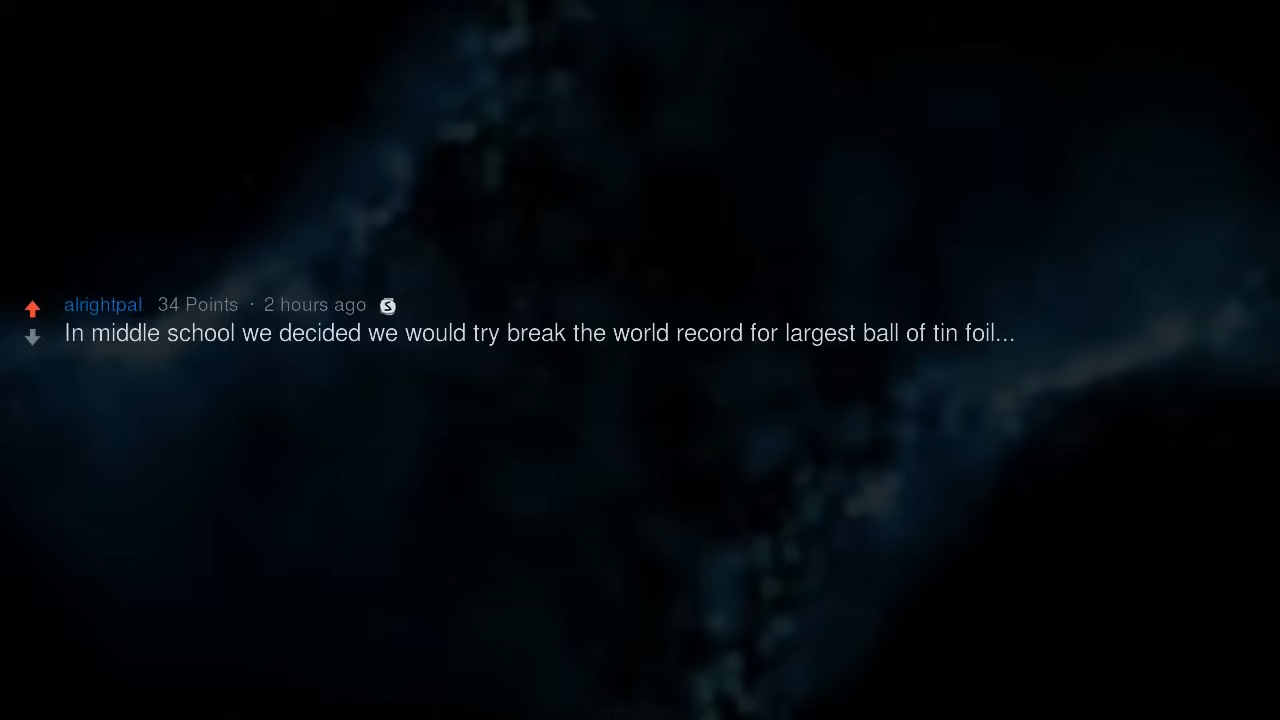 alrightpal 34 Points · 2 hours ago
In middle school we decided we would try break the world record for largest ball of tin foil...